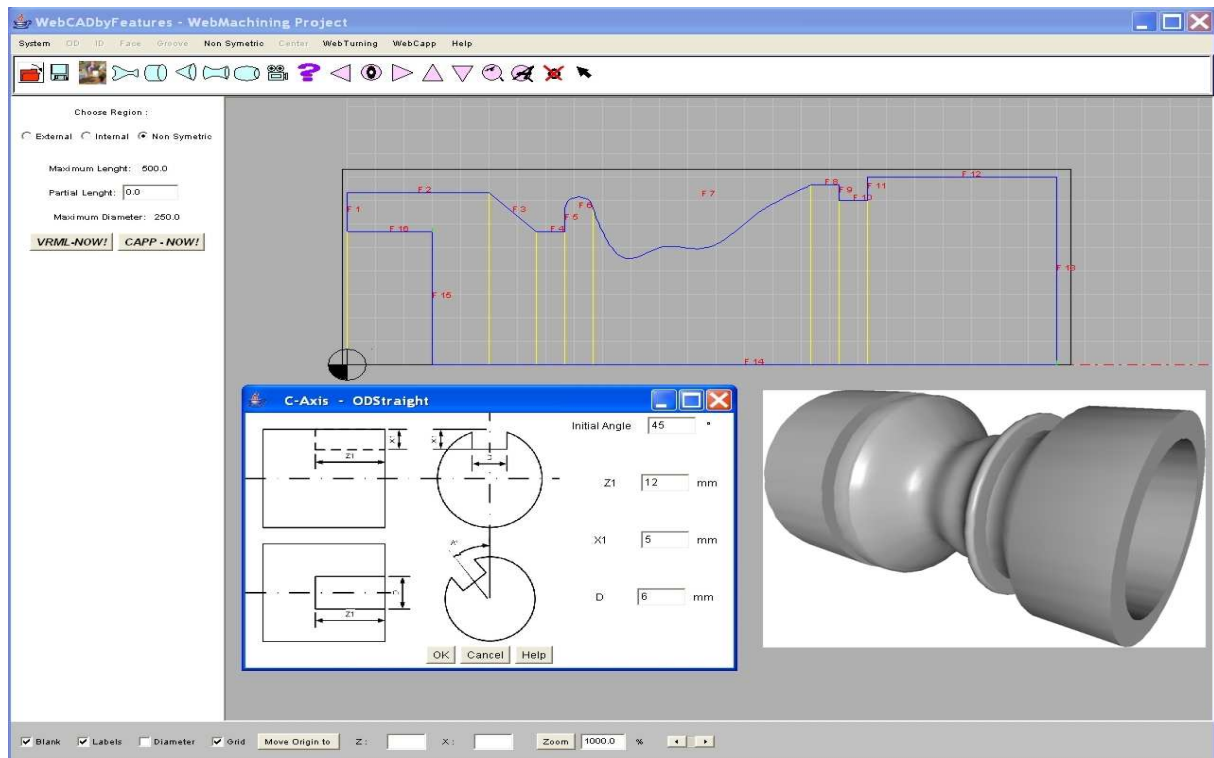 WebCADbyFeatures - WebMachining Project
System OD ID Face Groove Non Symetric Center WebTurning WebCapp Help
Choose Region :
External Internal Non Symetric
Maximum Lenght: 500.0
Partial Lenght: 0.0
Maximum Diameter: 250.0
VRML-NOW! CAPP - NOW!
F 1
F 2
F 3
F 4
F 5
F 6
F 7
F 8
F 9
F 10
F 11
F 12
F 13
F 14
F 15
F 16
C-Axis - ODStraight
Initial Angle 45 °
Z1 12 mm
X1 5 mm
D 6 mm
X1
Z1
X1
D
Z1
D
OK Cancel Help
Blank Labels Diameter Grid Move Origin to Z : X : Zoom 1000.0 %